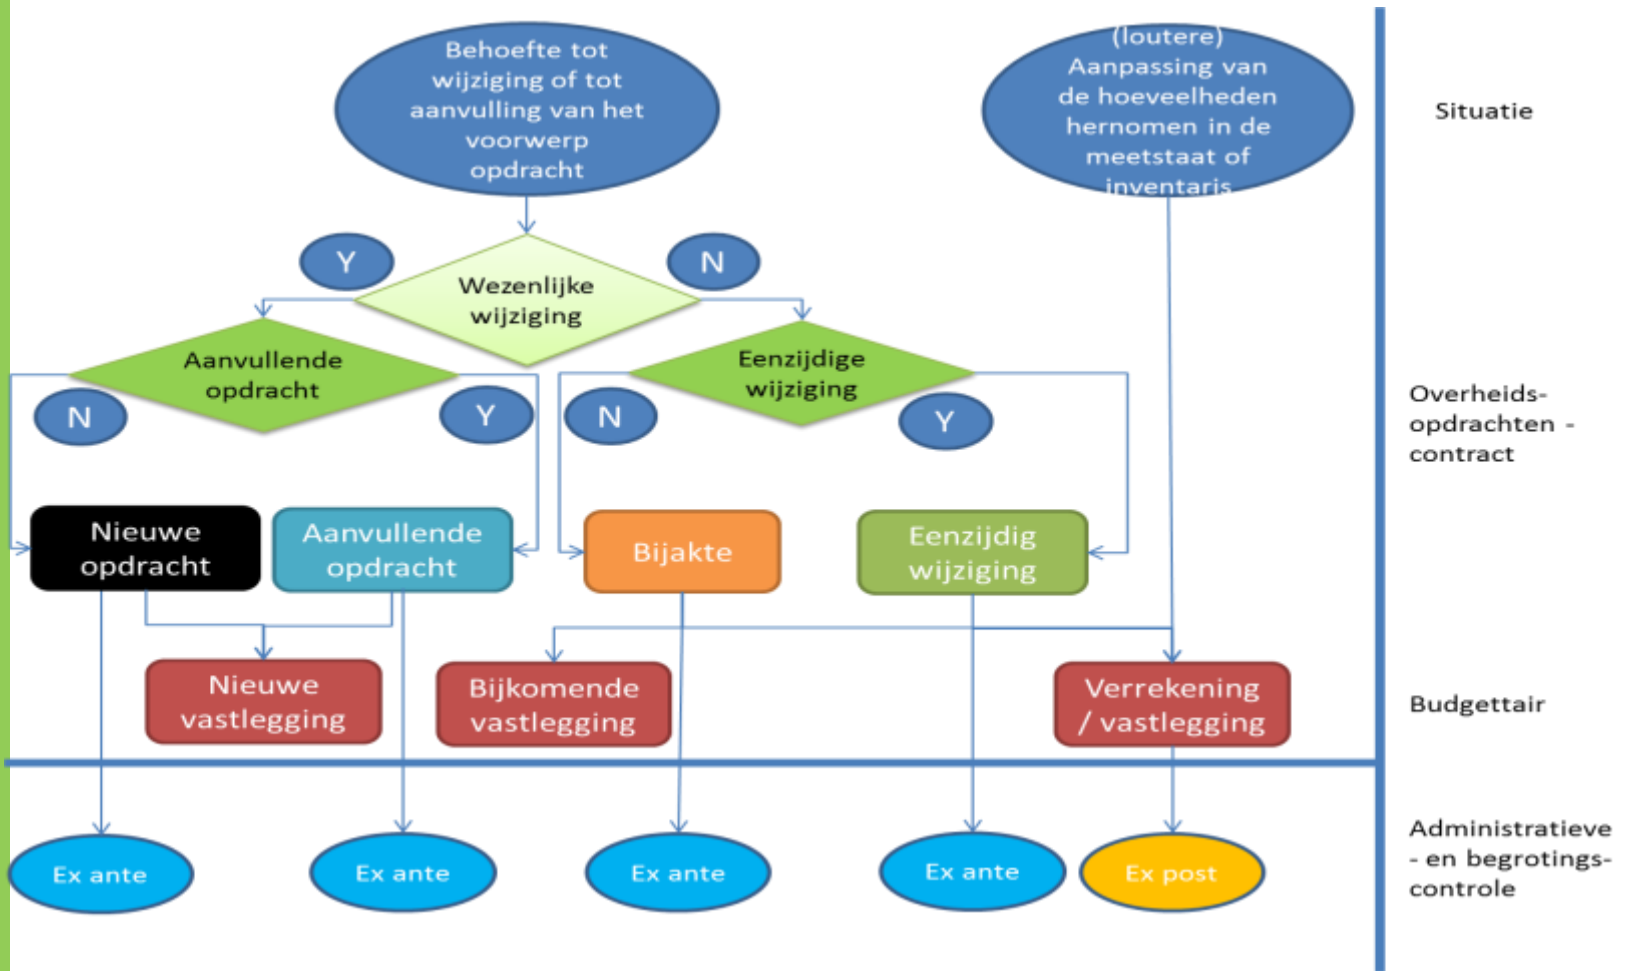 Behoefte tot
wijziging of tot
aanvulling van het
voorwerp
opdracht
(loutere)
Aanpassing van
de hoeveelheden
hernomen in de
meetstaat of
inventaris
Situatie
Y
N
Wezenlijke
wijziging
Aanvullende
opdracht
Eenzijdige
wijziging
N
Y
N
Y
Overheids-
opdrachten -
contract
Nieuwe
opdracht
Aanvullende
opdracht
Bijakte
Eenzijdig
wijziging
Nieuwe
vastlegging
Bijkomende
vastlegging
Verrekening
/ vastlegging
Budgettair
Ex ante
Ex ante
Ex ante
Ex ante
Ex post
Administratieve
- en begrotings-
controle